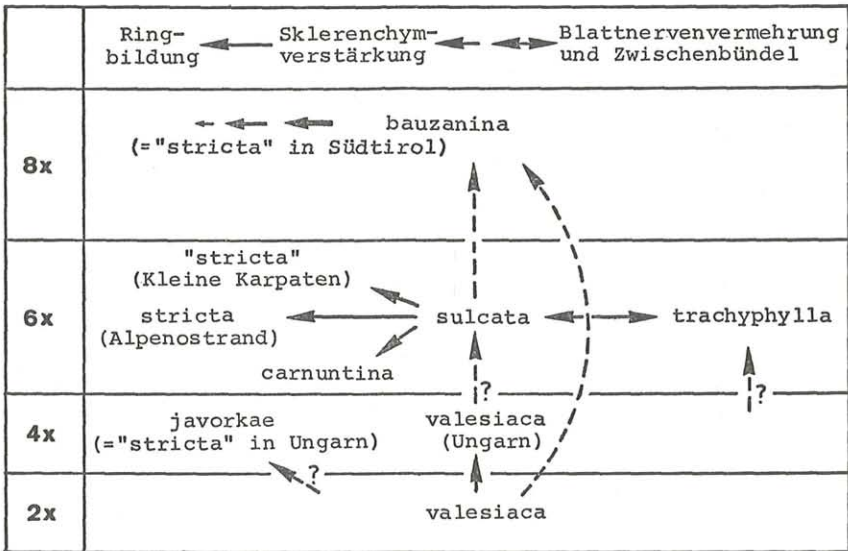 Ring-
bildung
Sklerenchym-
verstärkung
Blattnervenvermehrung
und Zwischenbündel
8x
bauzanina
(="stricta" in Südtirol)
6x
"stricta"
(Kleine Karpaten)
stricta
(Alpenostrand)
sulcata
trachyphylla
carnuntina
?
?
4x
javorkae
(="stricta" in Ungarn)
valesiaca
(Ungarn)
?
2x
valesiaca